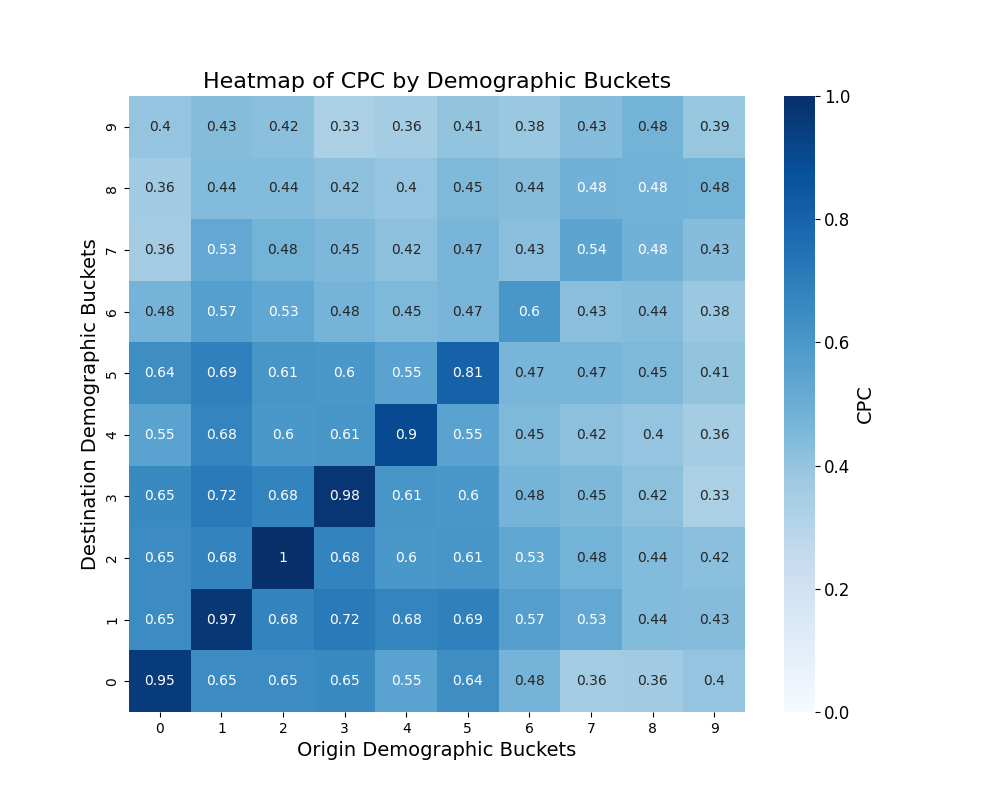 Heatmap of CPC by Demographic Buckets
9 0.4 0.43 0.42 0.33 0.36 0.41 0.38 0.43 0.48 0.39
8 0.36 0.44 0.44 0.42 0.4 0.45 0.44 0.48 0.48 0.48
7 0.36 0.53 0.48 0.45 0.42 0.47 0.43 0.54 0.48 0.43
6 0.48 0.57 0.53 0.48 0.45 0.47 0.6 0.43 0.44 0.38
5 0.64 0.69 0.61 0.6 0.55 0.81 0.47 0.47 0.45 0.41
4 0.55 0.68 0.6 0.61 0.9 0.55 0.45 0.42 0.4 0.36
3 0.65 0.72 0.68 0.98 0.61 0.6 0.48 0.45 0.42 0.33
2 0.65 0.68 1 0.68 0.6 0.61 0.53 0.48 0.44 0.42
1 0.65 0.97 0.68 0.72 0.68 0.69 0.57 0.53 0.44 0.43
0 0.95 0.65 0.65 0.65 0.55 0.64 0.48 0.36 0.36 0.4
0 1 2 3 4 5 6 7 8 9
Origin Demographic Buckets
Destination Demographic Buckets
1.0
0.8
0.6
0.4
0.2
0.0
CPC